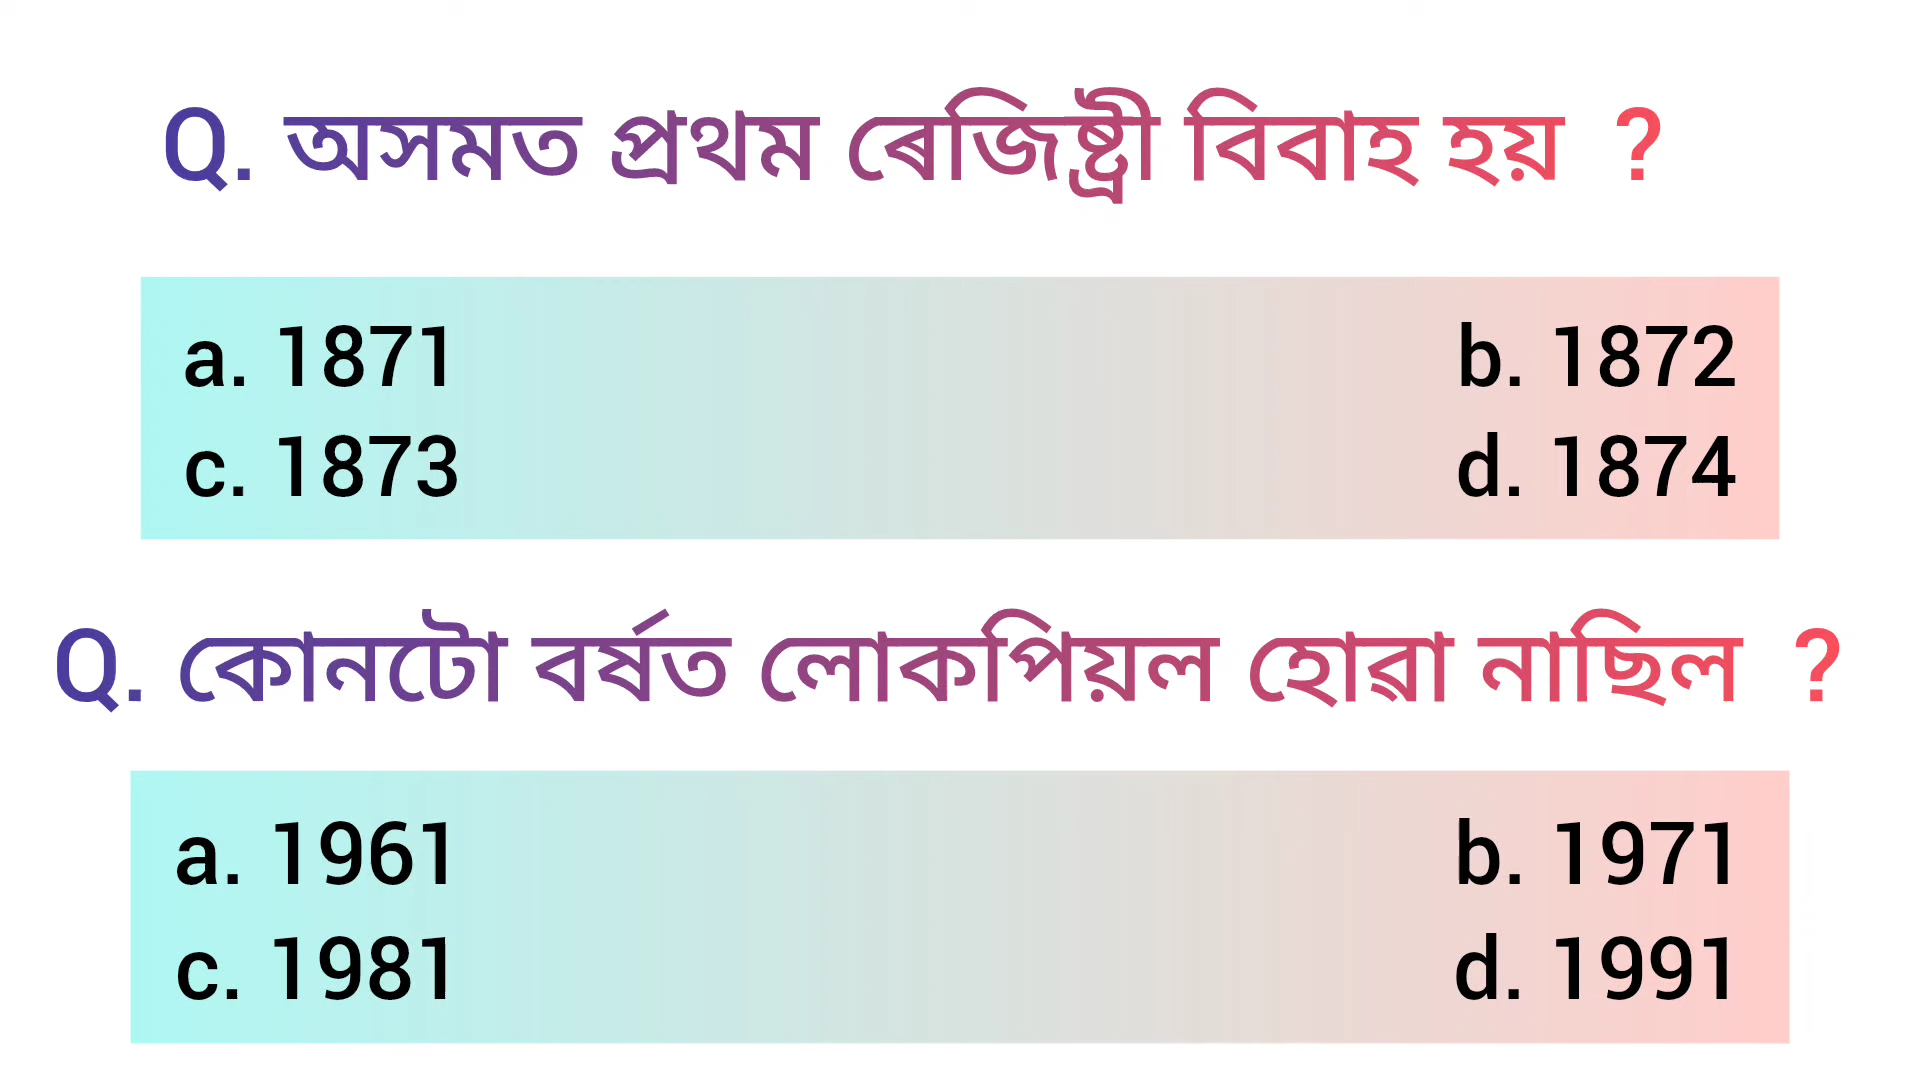 Q. অসমত প্ৰথম ৰেজিষ্ট্ৰী বিবাহ হয় ?
a. 1871 b. 1872
c. 1873 d. 1874
Q. কোনটো বৰ্ষত লোকপিয়ল হোৱা নাছিল ?
a. 1961 b. 1971
c. 1981 d. 1991